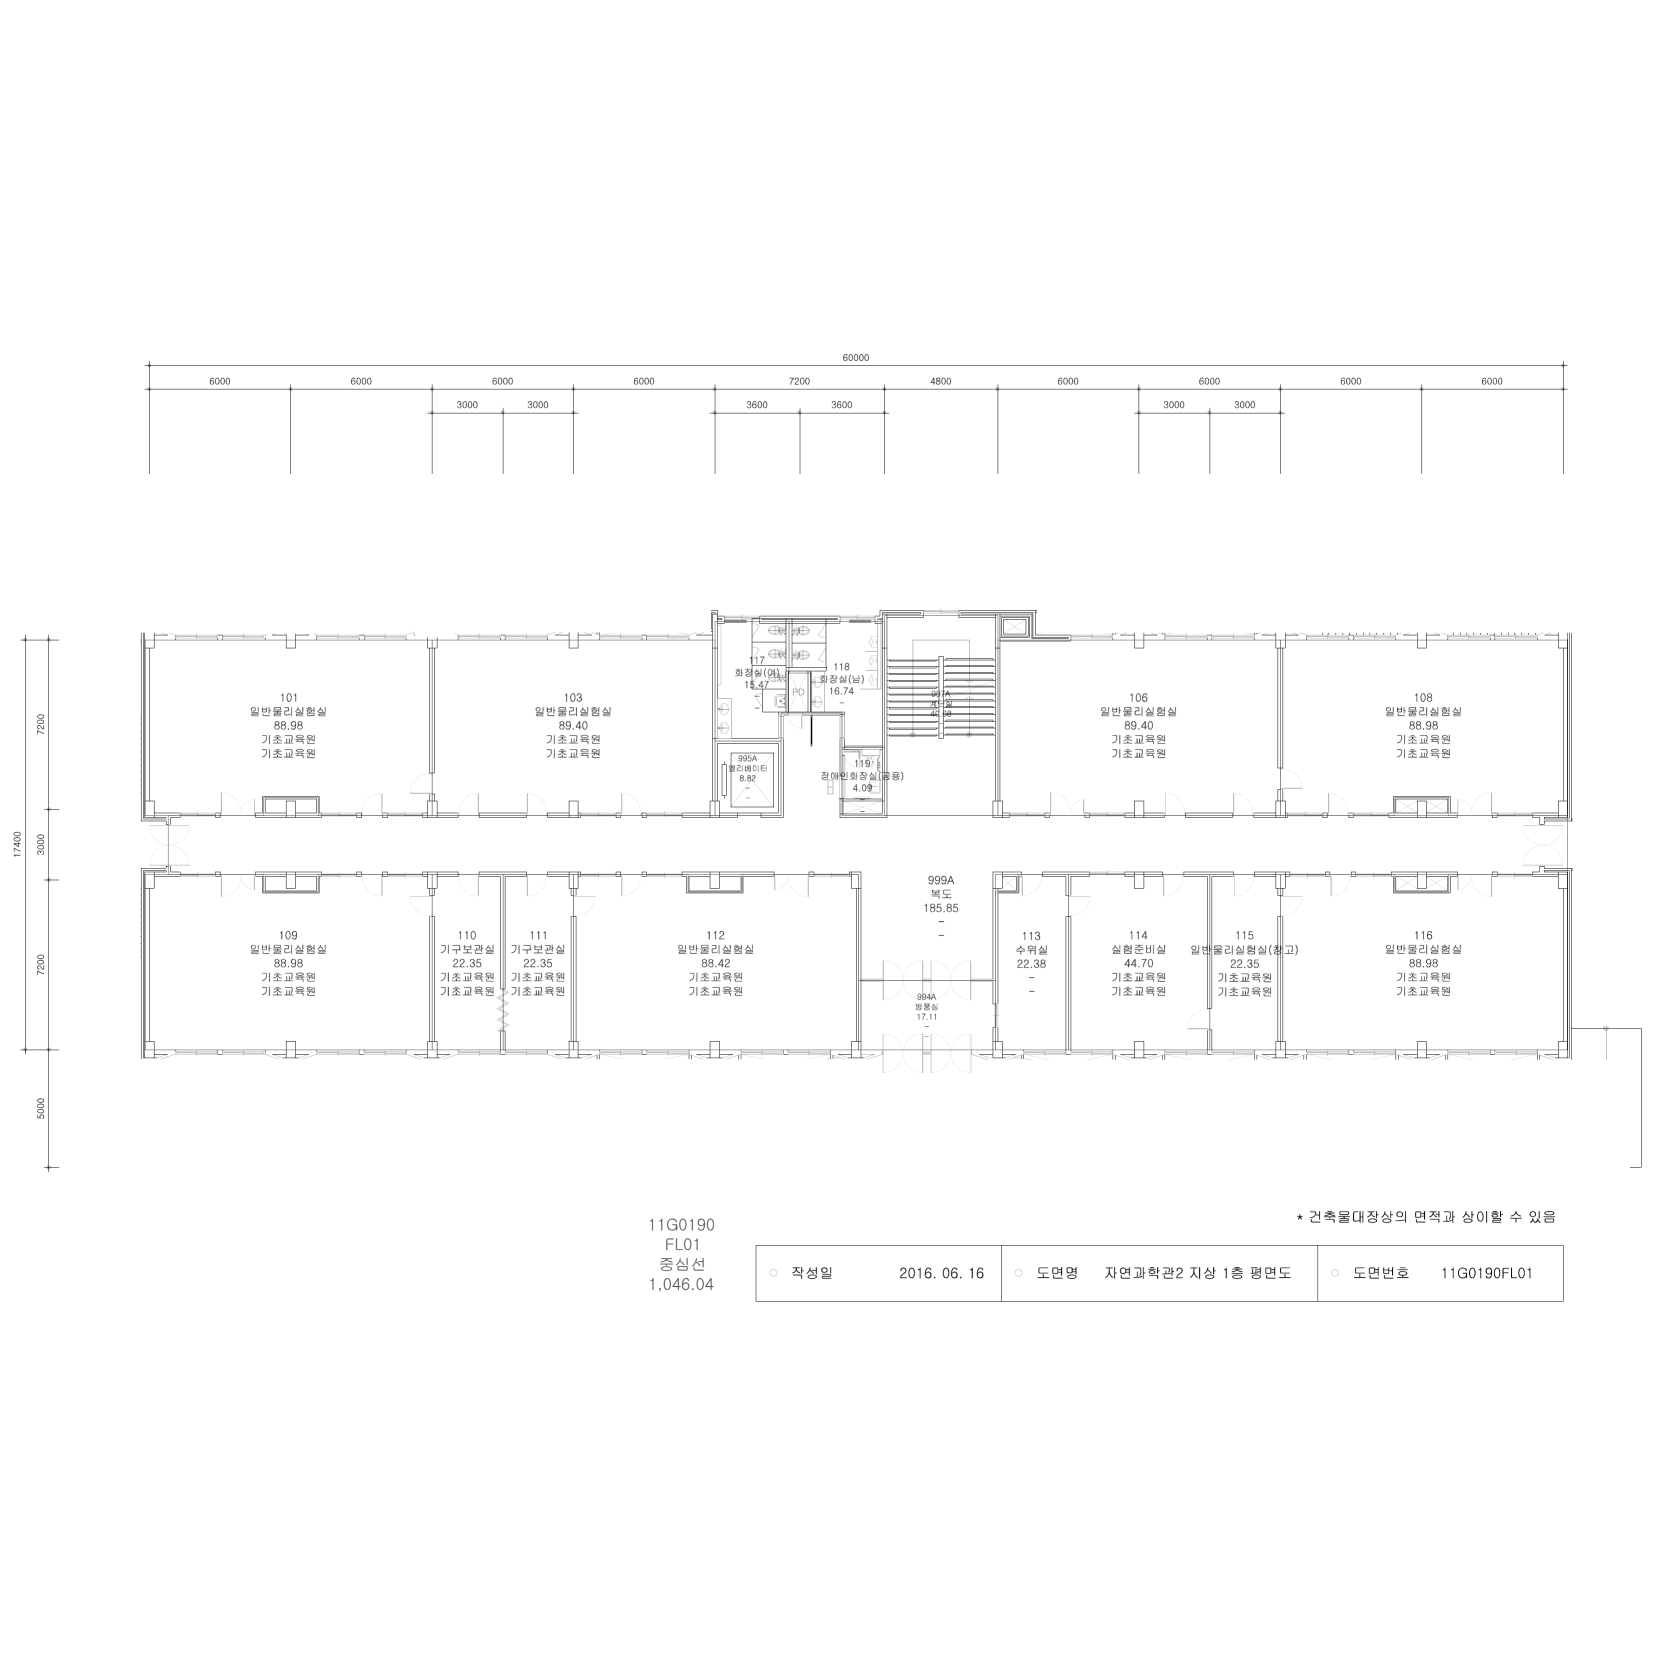 60000
6000
6000
6000
6000
7200
4800
6000
6000
6000
6000
3000
3000
3600
3600
3000
3000
17400
7200
3000
7200
5000
101
일반물리실험실
88.98
기초교육원
기초교육원
103
일반물리실험실
89.40
기초교육원
기초교육원
117
화장실(여)
15.47
–
–
PD
118
화장실(남)
16.74
–
995A
엘리베이터
8.82
–
–
119
장애인화장실(공용)
4.09
–
–
997A
계단실
106
일반물리실험실
89.40
기초교육원
기초교육원
108
일반물리실험실
88.98
기초교육원
기초교육원
109
일반물리실험실
88.98
기초교육원
기초교육원
110
기구보관실
22.35
기초교육원
기초교육원
111
기구보관실
22.35
기초교육원
기초교육원
112
일반물리실험실
88.42
기초교육원
기초교육원
999A
복도
185.85
–
–
994A
방풍실
17.11
–
–
113
수위실
22.38
–
–
114
실험준비실
44.70
기초교육원
기초교육원
115
일반물리실험실(창고)
22.35
기초교육원
기초교육원
116
일반물리실험실
88.98
기초교육원
기초교육원
11G0190
FL01
중심선
1,046.04
* 건축물대장상의 면적과 상이할 수 있음
작성일 2016. 06. 16
도면명 자연과학관2 지상 1층 평면도
도면번호 11G0190FL01